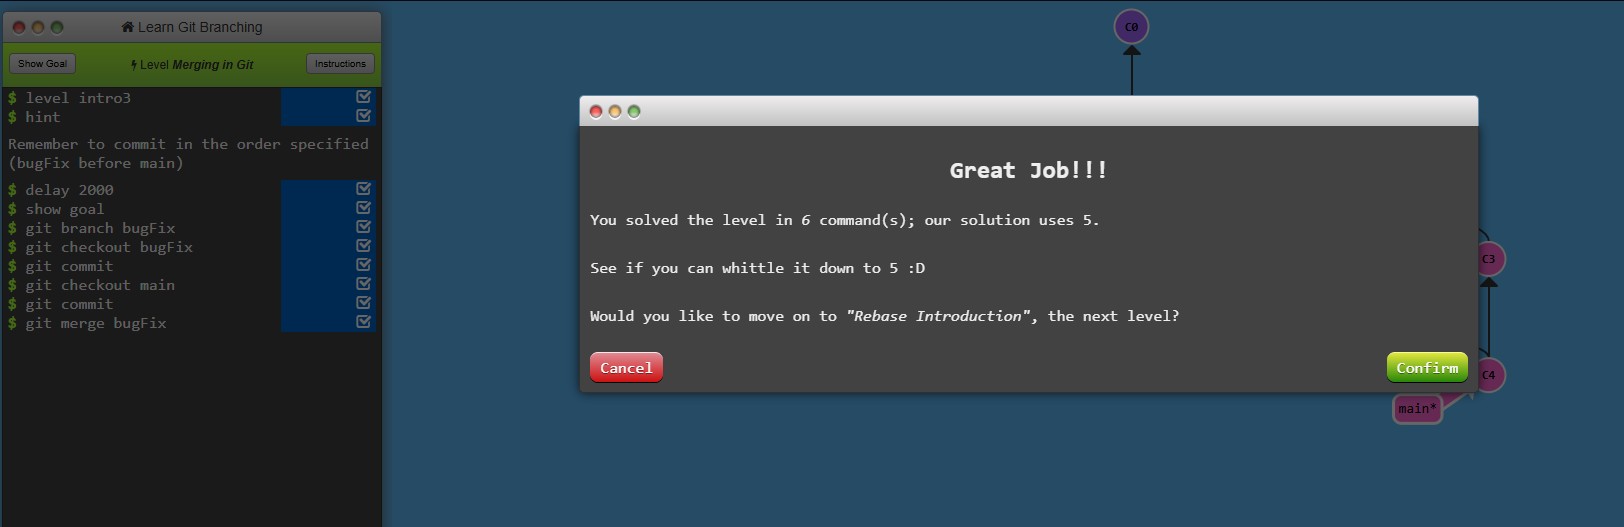 Learn Git Branching
Show Goal
Level Merging in Git
Instructions
$ level intro3
$ hint
Remember to commit in the order specified
(bugFix before main)
$ delay 2000
$ show goal
$ git branch bugFix
$ git checkout bugFix
$ git commit
$ git checkout main
$ git commit
$ git merge bugFix
C0
Great Job!!!
You solved the level in 6 command(s); our solution uses 5.
See if you can whittle it down to 5 :D
Would you like to move on to "Rebase Introduction", the next level?
Cancel
Confirm
C3
C4
main*